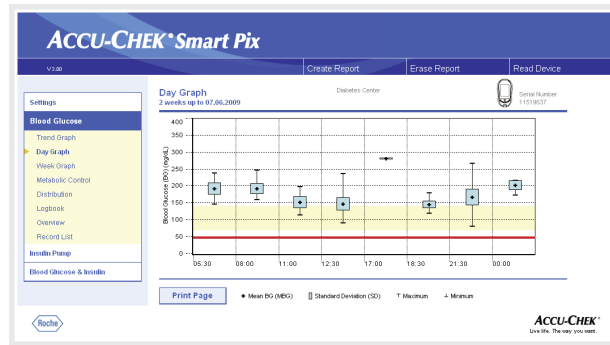 ACCU-CHEK® Smart Pix
V 3.00
Create Report
Erase Report
Read Device
Settings
Blood Glucose
Trend Graph
Day Graph
Week Graph
Metabolic Control
Distribution
Logbook
Overview
Record List
Insulin Pump
Blood Glucose & Insulin
Day Graph
2 weeks up to 07.06.2009
Diabetes Center
Serial Number
11519637
Blood Glucose (BG) (mg/dL)
400
350
300
250
200
150
100
50
0
05:30 08:00 11:00 12:30 17:00 18:30 21:30 00:00
Print Page
Mean BG (MBG) Standard Deviation (SD) Maximum Minimum
Roche
ACCU-CHEK®
Live life. The way you want.